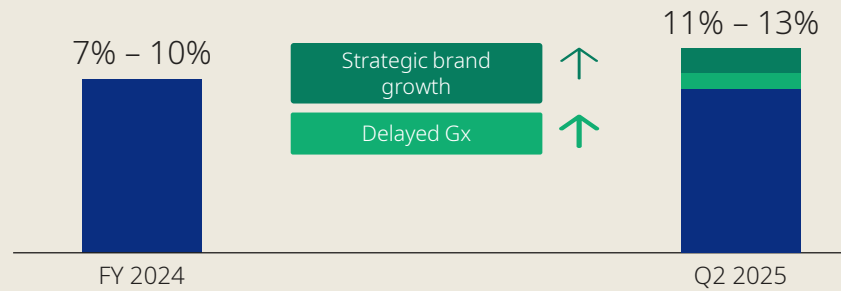 7% – 10%
Strategic brand
growth
Delayed Gx
11% – 13%
FY 2024
Q2 2025